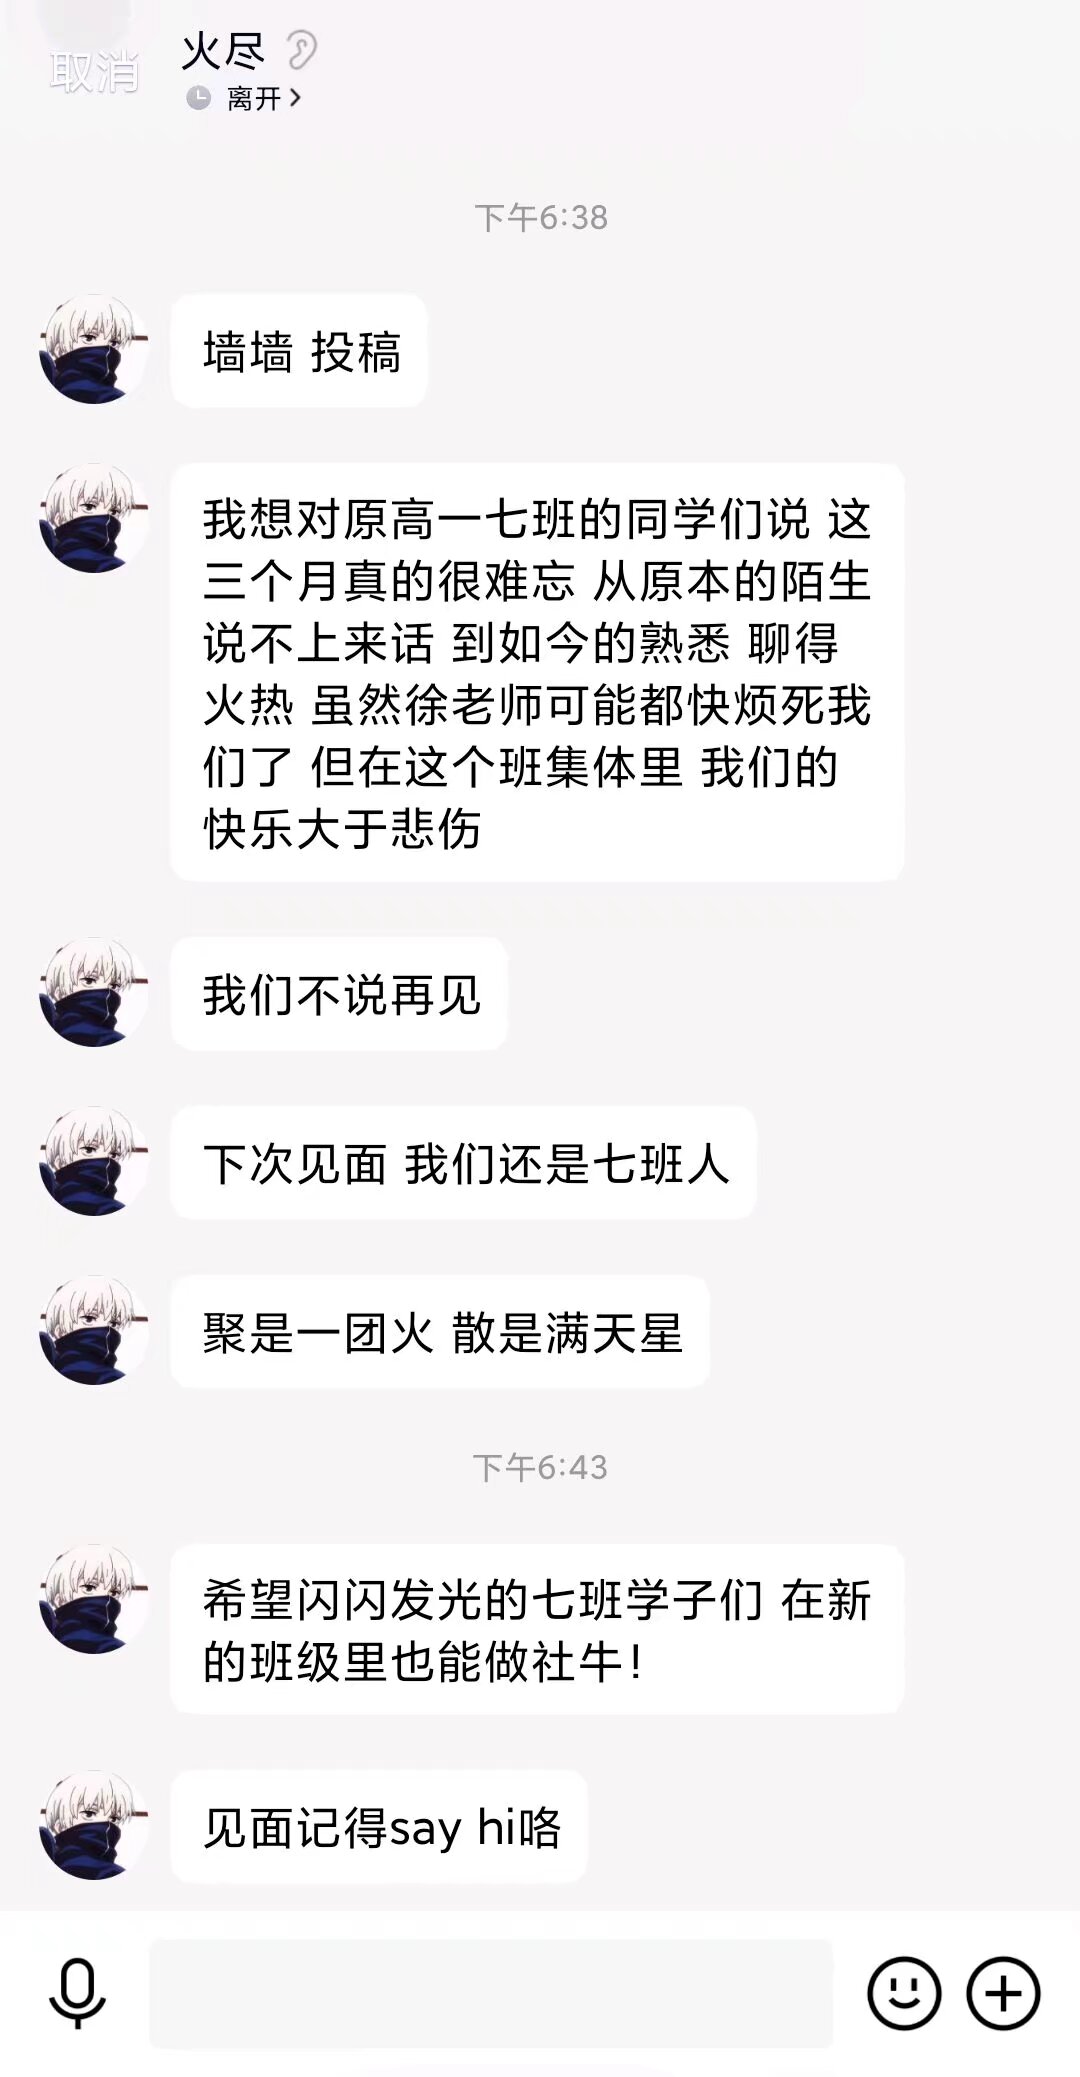 取消
火尽
离开
下午6:38
墙墙 投稿
我想对原高一七班的同学们说 这
三个月真的很难忘 从原本的陌生
说不上来话 到如今的熟悉 聊得
火热 虽然徐老师可能都快烦死我
们了 但在这个班集体里 我们的
快乐大于悲伤
我们不说再见
下次见面 我们还是七班人
聚是一团火 散是满天星
下午6:43
希望闪闪发光的七班学子们 在新
的班级里也能做社牛!
见面记得say hi咯